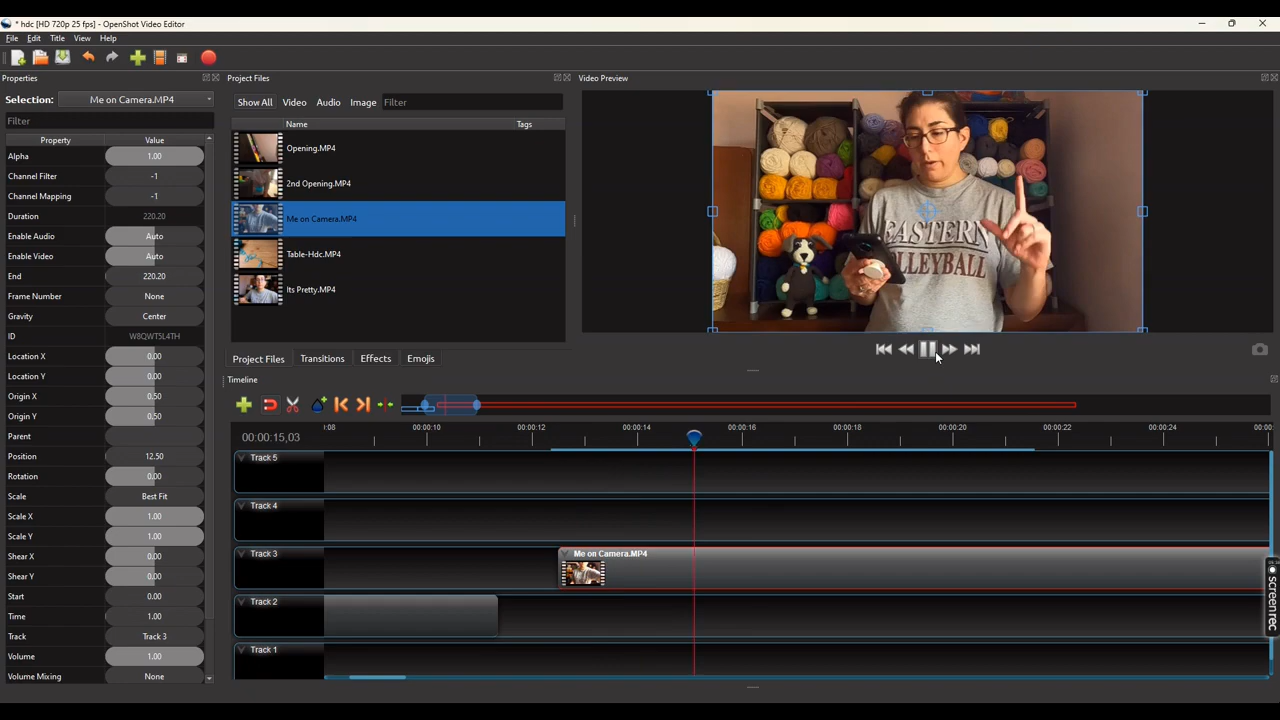 * hdc [HD 720p 25 fps] - OpenShot Video Editor
File Edit Title View Help
Properties
Selection: Me on Camera.MP4
Filter
Property Value
Alpha 1.00
Channel Filter -1
Channel Mapping -1
Duration 220.20
Enable Audio Auto
Enable Video Auto
End 220.20
Frame Number None
Gravity Center
ID W8QWT5L4TH
Location X 0.00
Location Y 0.00
Origin X 0.50
Origin Y 0.50
Parent
Position 12.50
Rotation 0.00
Scale Best Fit
Scale X 1.00
Scale Y 1.00
Shear X 0.00
Shear Y 0.00
Start 0.00
Time 1.00
Track Track 3
Volume 1.00
Volume Mixing None
Project Files
Show All Video Audio Image Filter
Name Tags
Opening.MP4
2nd Opening.MP4
Me on Camera.MP4
Table-Hdc.MP4
Its Pretty.MP4
Project Files Transitions Effects Emojis
Video Preview
EASTERN
VOLLEYBALL
Timeline
00:00:15,03
:08 00:00:10 00:00:12 00:00:14 00:00:16 00:00:18 00:00:20 00:00:22 00:00:24 00:00:
Track 5
Track 4
Track 3 Me on Camera.MP4
Track 2
Track 1
screenrec